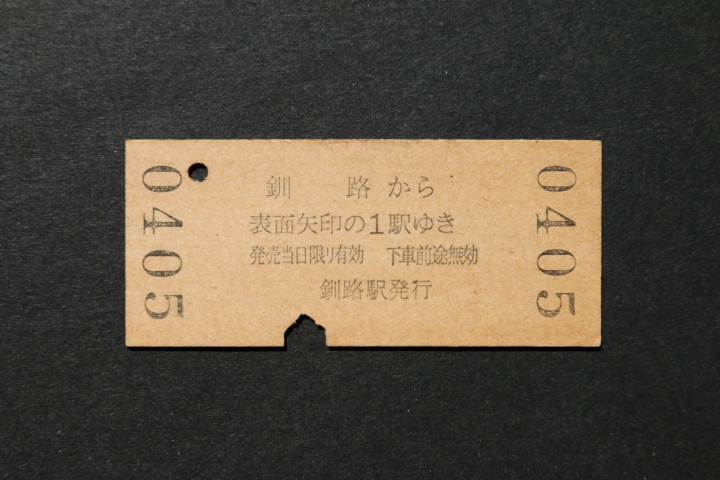 0405
釧 路から
表面矢印の1駅ゆき
発売当日限り有効 下車前途無効
釧路駅発行
0405